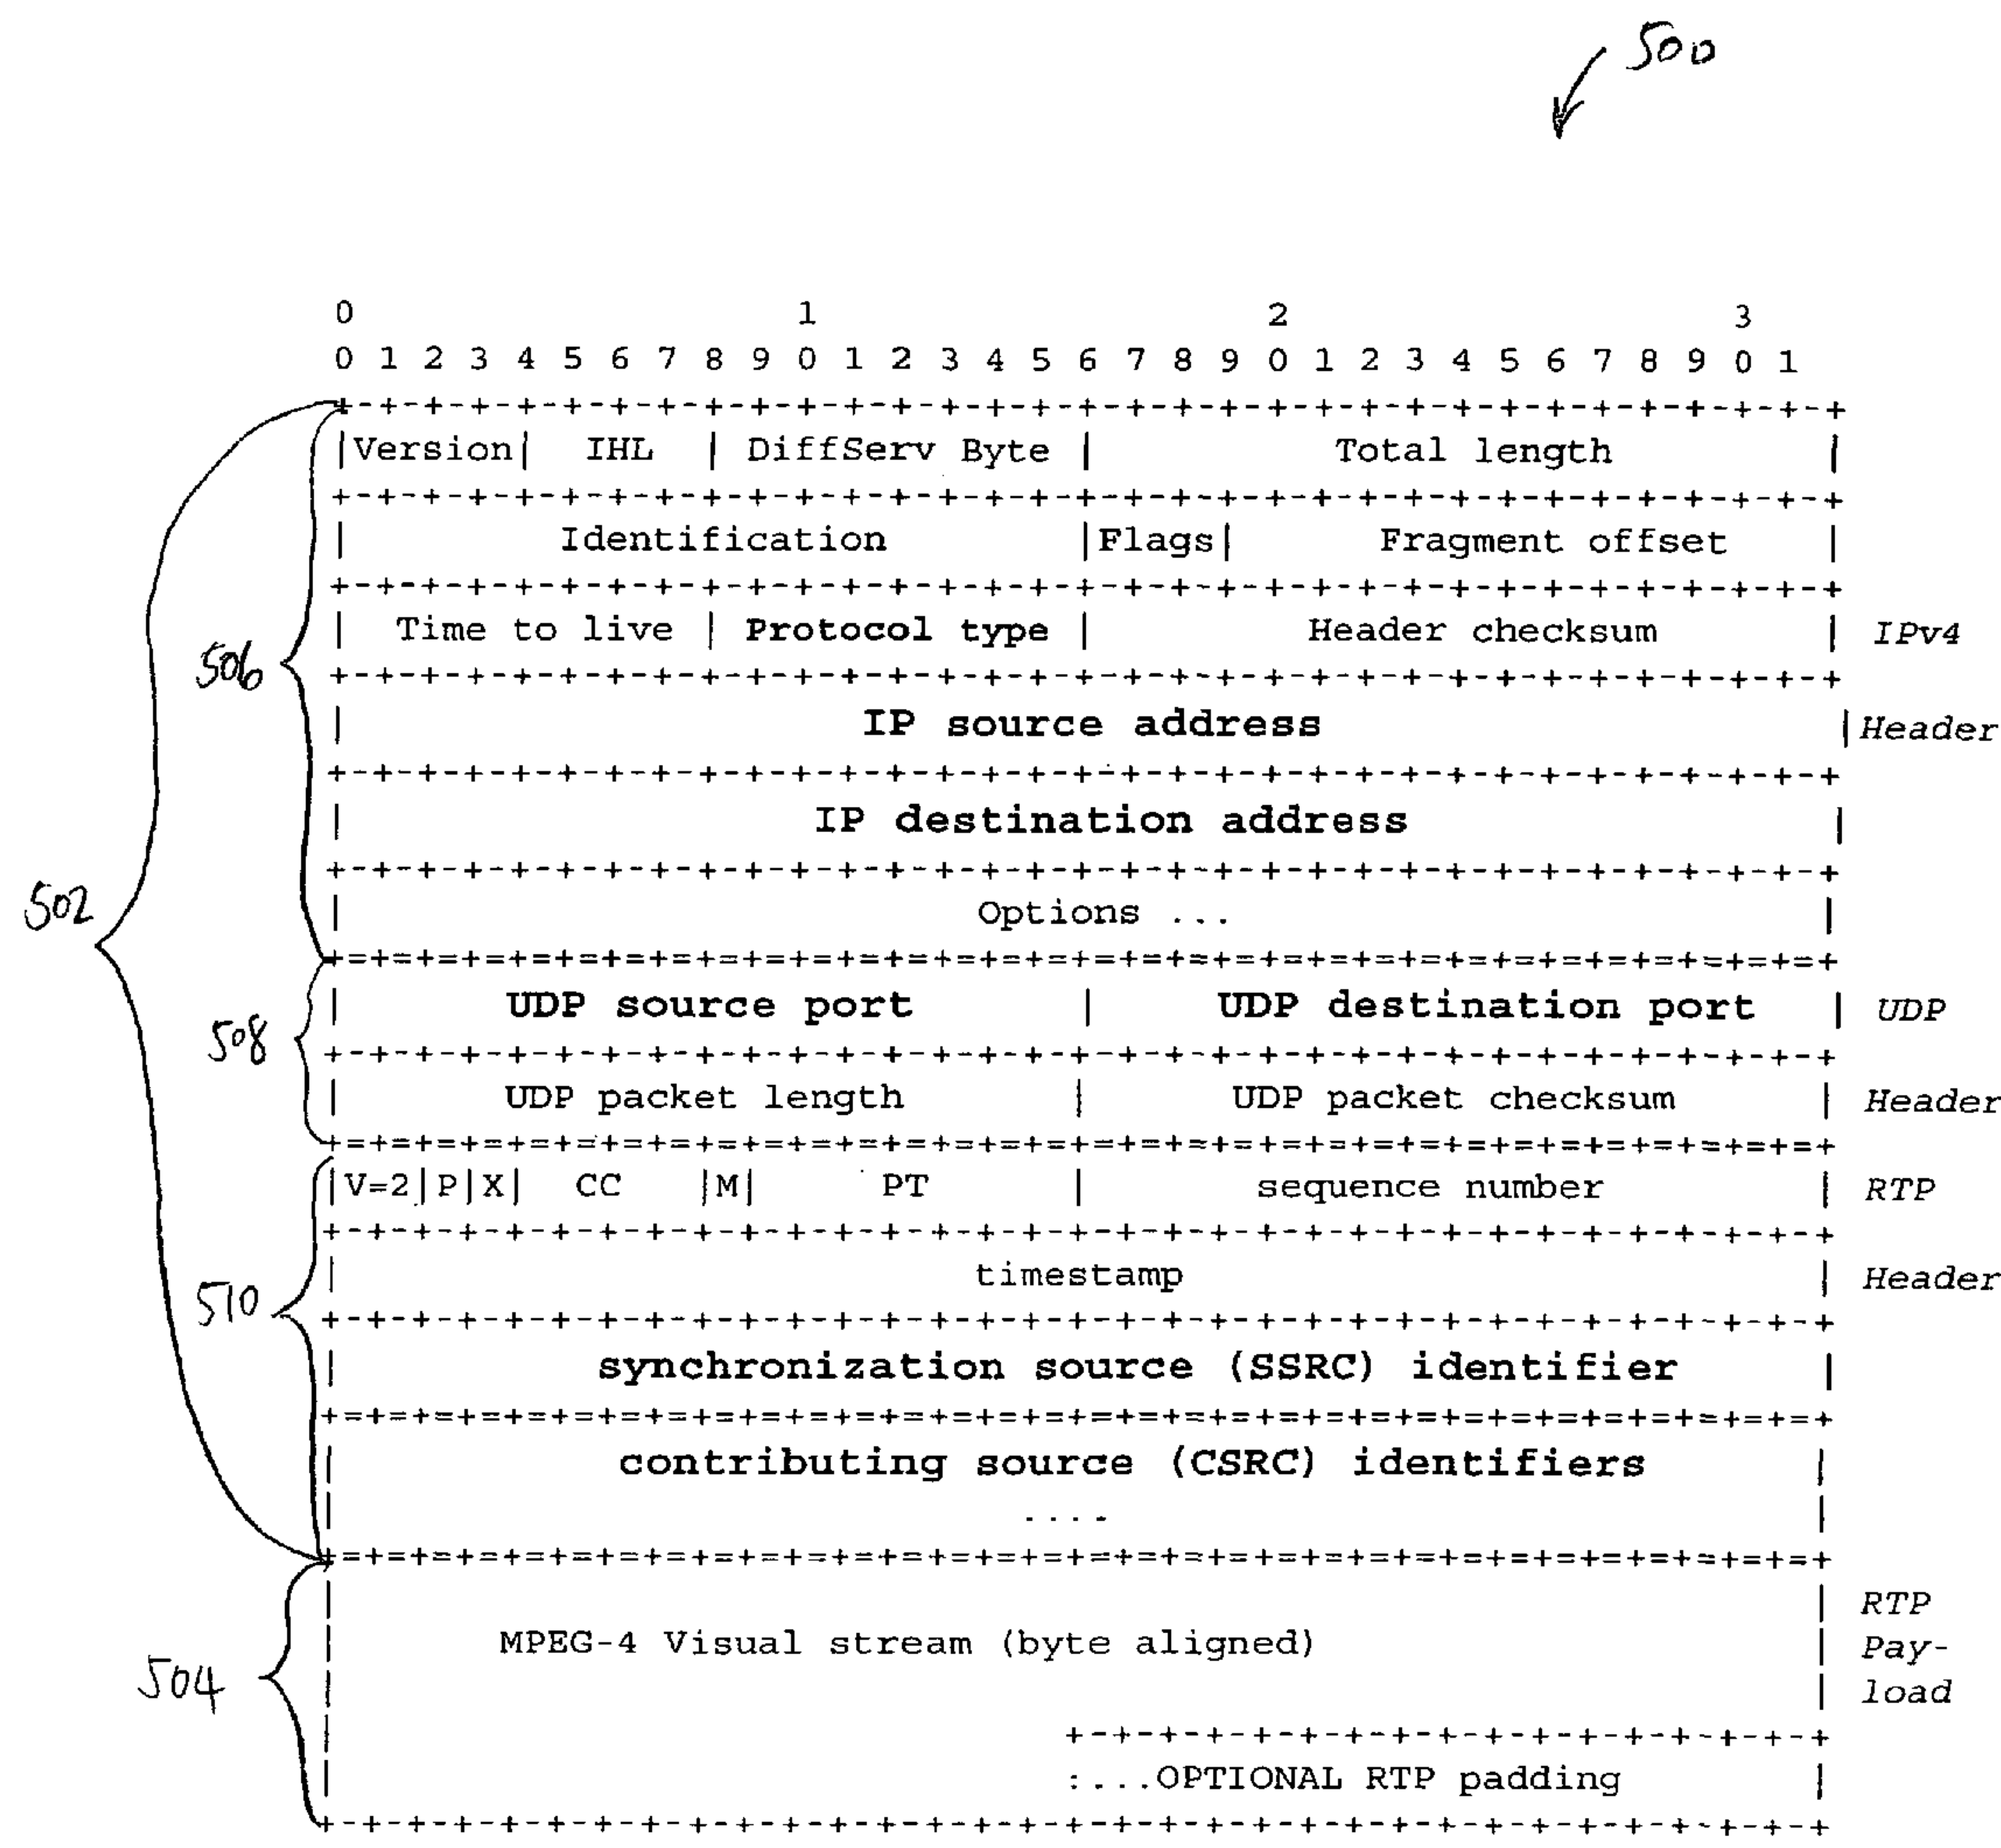 500
0 1 2 3
0 1 2 3 4 5 6 7 8 9 0 1 2 3 4 5 6 7 8 9 0 1 2 3 4 5 6 7 8 9 0 1
+-+-+-+-+-+-+-+-+-+-+-+-+-+-+-+-+-+-+-+-+-+-+-+-+-+-+-+-+-+-+-+-+
|Version| IHL | DiffServ Byte | Total length |
+-+-+-+-+-+-+-+-+-+-+-+-+-+-+-+-+-+-+-+-+-+-+-+-+-+-+-+-+-+-+-+-+
| Identification |Flags| Fragment offset |
+-+-+-+-+-+-+-+-+-+-+-+-+-+-+-+-+-+-+-+-+-+-+-+-+-+-+-+-+-+-+-+-+
506 | Time to live | Protocol type | Header checksum | IPv4
+-+-+-+-+-+-+-+-+-+-+-+-+-+-+-+-+-+-+-+-+-+-+-+-+-+-+-+-+-+-+-+-+
| IP source address | Header
+-+-+-+-+-+-+-+-+-+-+-+-+-+-+-+-+-+-+-+-+-+-+-+-+-+-+-+-+-+-+-+-+
| IP destination address |
+-+-+-+-+-+-+-+-+-+-+-+-+-+-+-+-+-+-+-+-+-+-+-+-+-+-+-+-+-+-+-+-+
502 | Options ... |
+=+=+=+=+=+=+=+=+=+=+=+=+=+=+=+=+=+=+=+=+=+=+=+=+=+=+=+=+=+=+=+=+
| UDP source port | UDP destination port | UDP
508
+-+-+-+-+-+-+-+-+-+-+-+-+-+-+-+-+-+-+-+-+-+-+-+-+-+-+-+-+-+-+-+-+
| UDP packet length | UDP packet checksum | Header
+=+=+=+=+=+=+=+=+=+=+=+=+=+=+=+=+=+=+=+=+=+=+=+=+=+=+=+=+=+=+=+=+
|V=2|P|X| CC |M| PT | sequence number | RTP
+-+-+-+-+-+-+-+-+-+-+-+-+-+-+-+-+-+-+-+-+-+-+-+-+-+-+-+-+-+-+-+-+
510 | timestamp | Header
+-+-+-+-+-+-+-+-+-+-+-+-+-+-+-+-+-+-+-+-+-+-+-+-+-+-+-+-+-+-+-+-+
| synchronization source (SSRC) identifier |
+=+=+=+=+=+=+=+=+=+=+=+=+=+=+=+=+=+=+=+=+=+=+=+=+=+=+=+=+=+=+=+=+
| contributing source (CSRC) identifiers |
| .... |
+=+=+=+=+=+=+=+=+=+=+=+=+=+=+=+=+=+=+=+=+=+=+=+=+=+=+=+=+=+=+=+=+
| | RTP
| MPEG-4 Visual stream (byte aligned) | Pay-
504 | | load
| +-+-+-+-+-+-+-+-+-+-+-+-+-+-+-+-+
| :...OPTIONAL RTP padding |
+-+-+-+-+-+-+-+-+-+-+-+-+-+-+-+-+-+-+-+-+-+-+-+-+-+-+-+-+-+-+-+-+